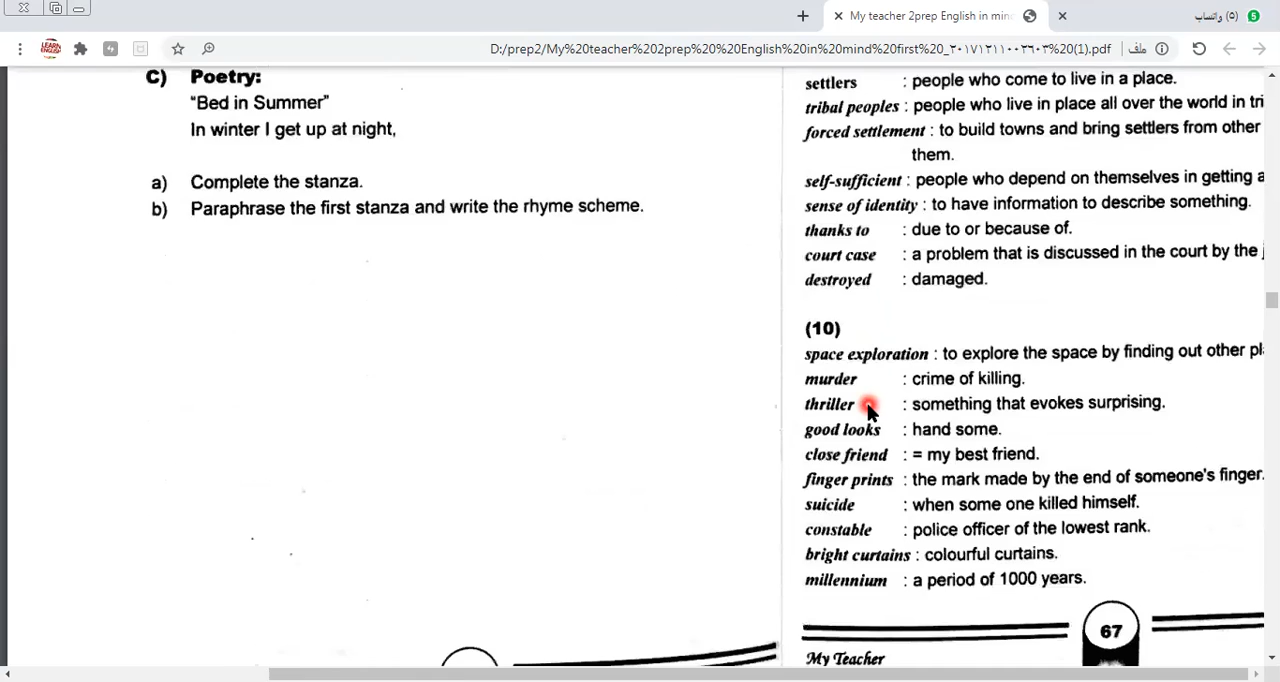 My teacher 2prep English in mind
(٥) واتساب
5
D:/prep2/My%20teacher%202prep%20%20English%20in%20mind%20first%20_٢٠١٧١٢١١٠٠٢٦٠٣%20(1).pdf
ملف
LEARN ENGLISH
C) Poetry:
“Bed in Summer”
In winter I get up at night,
a) Complete the stanza.
b) Paraphrase the first stanza and write the rhyme scheme.
settlers : people who come to live in a place.
tribal peoples : people who live in place all over the world in tri
forced settlement : to build towns and bring settlers from other
them.
self-sufficient : people who depend on themselves in getting a
sense of identity : to have information to describe something.
thanks to : due to or because of.
court case : a problem that is discussed in the court by the j
destroyed : damaged.
(10)
space exploration : to explore the space by finding out other pl
murder : crime of killing.
thriller : something that evokes surprising.
good looks : hand some.
close friend : = my best friend.
finger prints : the mark made by the end of someone's finger.
suicide : when some one killed himself.
constable : police officer of the lowest rank.
bright curtains : colourful curtains.
millennium : a period of 1000 years.
67
My Teacher